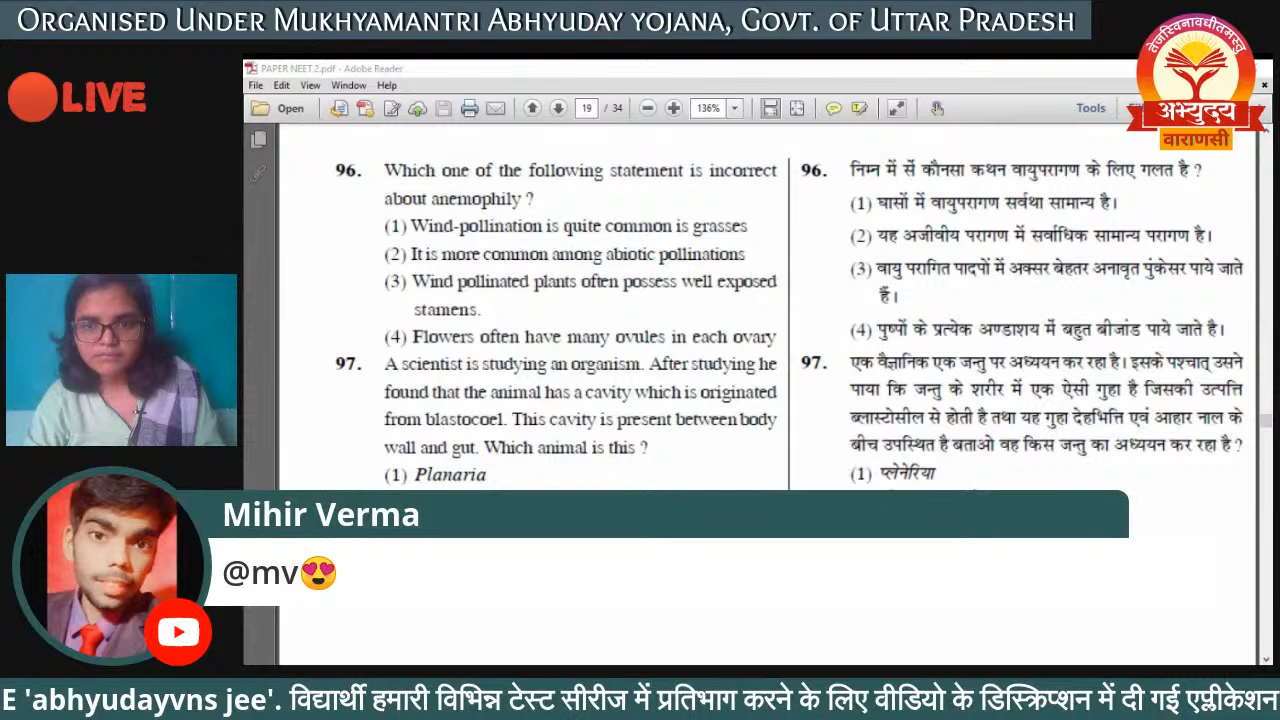 ORGANISED UNDER MUKHYAMANTRI ABHYUDAY YOJANA, GOVT. OF UTTAR PRADESH
तेजस्विनावधीतमस्तु
अभ्युदय
वाराणसी
LIVE
PAPER NEET 2.pdf - Adobe Reader
File Edit View Window Help
Open 19 / 34 136% Tools
96. Which one of the following statement is incorrect
about anemophily ?
(1) Wind-pollination is quite common is grasses
(2) It is more common among abiotic pollinations
(3) Wind pollinated plants often possess well exposed
stamens.
(4) Flowers often have many ovules in each ovary
97. A scientist is studying an organism. After studying he
found that the animal has a cavity which is originated
from blastocoel. This cavity is present between body
wall and gut. Which animal is this ?
(1) Planaria
96. निम्न में सें कौनसा कथन वायुपरागण के लिए गलत है ?
(1) घासों में वायुपरागण सर्वथा सामान्य है।
(2) यह अजीवीय परागण में सर्वाधिक सामान्य परागण है।
(3) वायु परागित पादपों में अक्सर बेहतर अनावृत पुंकेसर पाये जाते
हैं।
(4) पुष्पों के प्रत्येक अण्डाशय में बहुत बीजांड पाये जाते है।
97. एक वैज्ञानिक एक जन्तु पर अध्ययन कर रहा है। इसके पश्चात् उसने
पाया कि जन्तु के शरीर में एक ऐसी गुहा है जिसकी उत्पत्ति
ब्लास्टोसील से होती है तथा यह गुहा देहभित्ति एवं आहार नाल के
बीच उपस्थित है बताओ वह किस जन्तु का अध्ययन कर रहा है ?
(1) प्लेनेरिया
Mihir Verma
@mv😍
E 'abhyudayvns jee'. विद्यार्थी हमारी विभिन्न टेस्ट सीरीज में प्रतिभाग करने के लिए वीडियो के डिस्क्रिप्शन में दी गई एप्लीकेशन